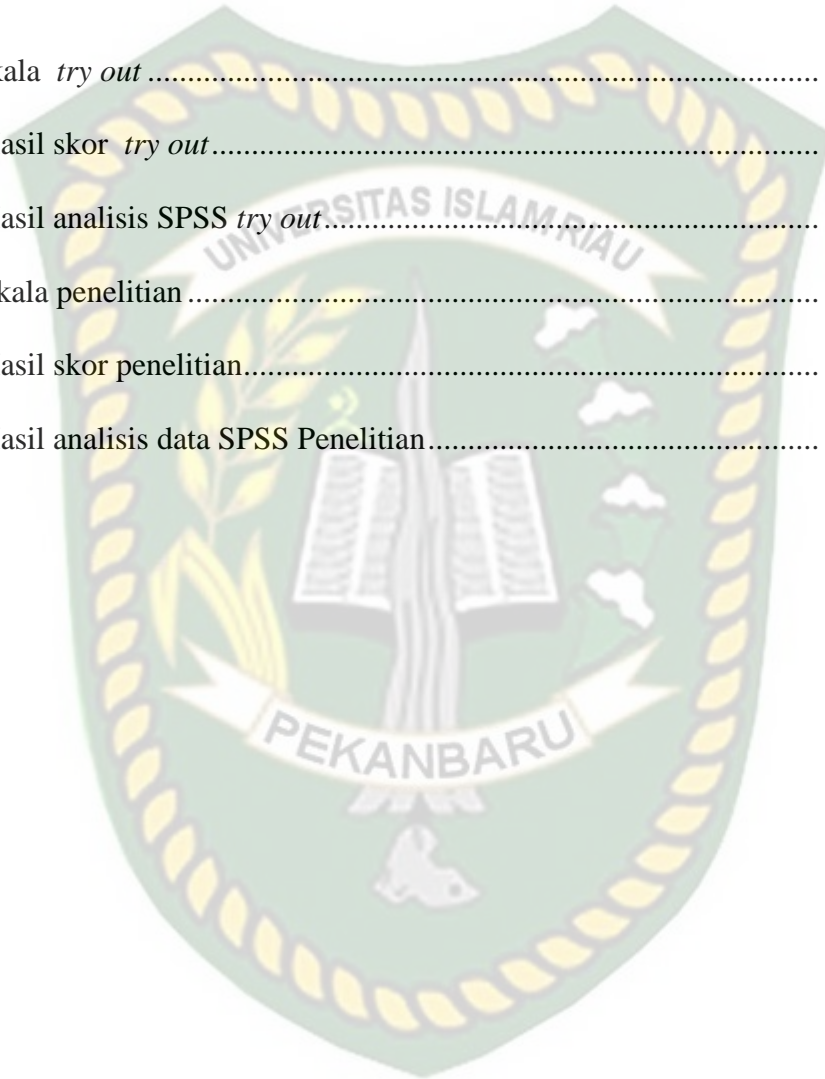 kala try out ........................................................................................
asil skor try out.................................................................................
UNIVERSITAS ISLAM RIAU
asil analisis SPSS try out..................................................................
kala penelitian ....................................................................................
asil skor penelitian.............................................................................
asil analisis data SPSS Penelitian....................................................
PEKANBARU